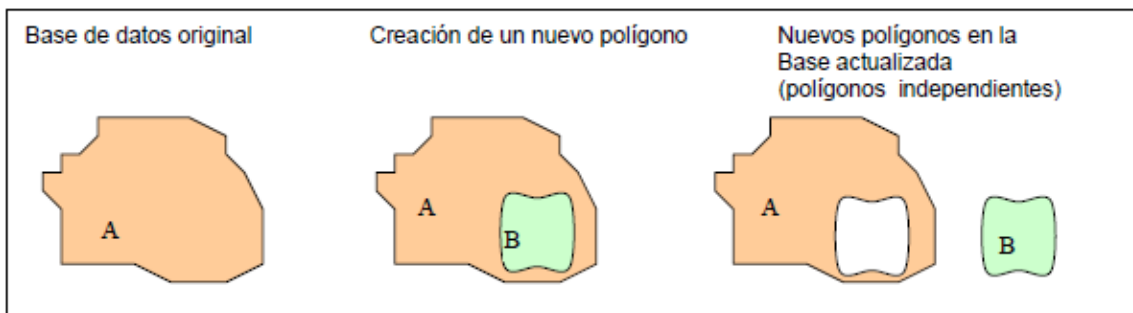 Base de datos original
Creación de un nuevo polígono
Nuevos polígonos en la
Base actualizada
(polígonos independientes)
A
A
B
A
B